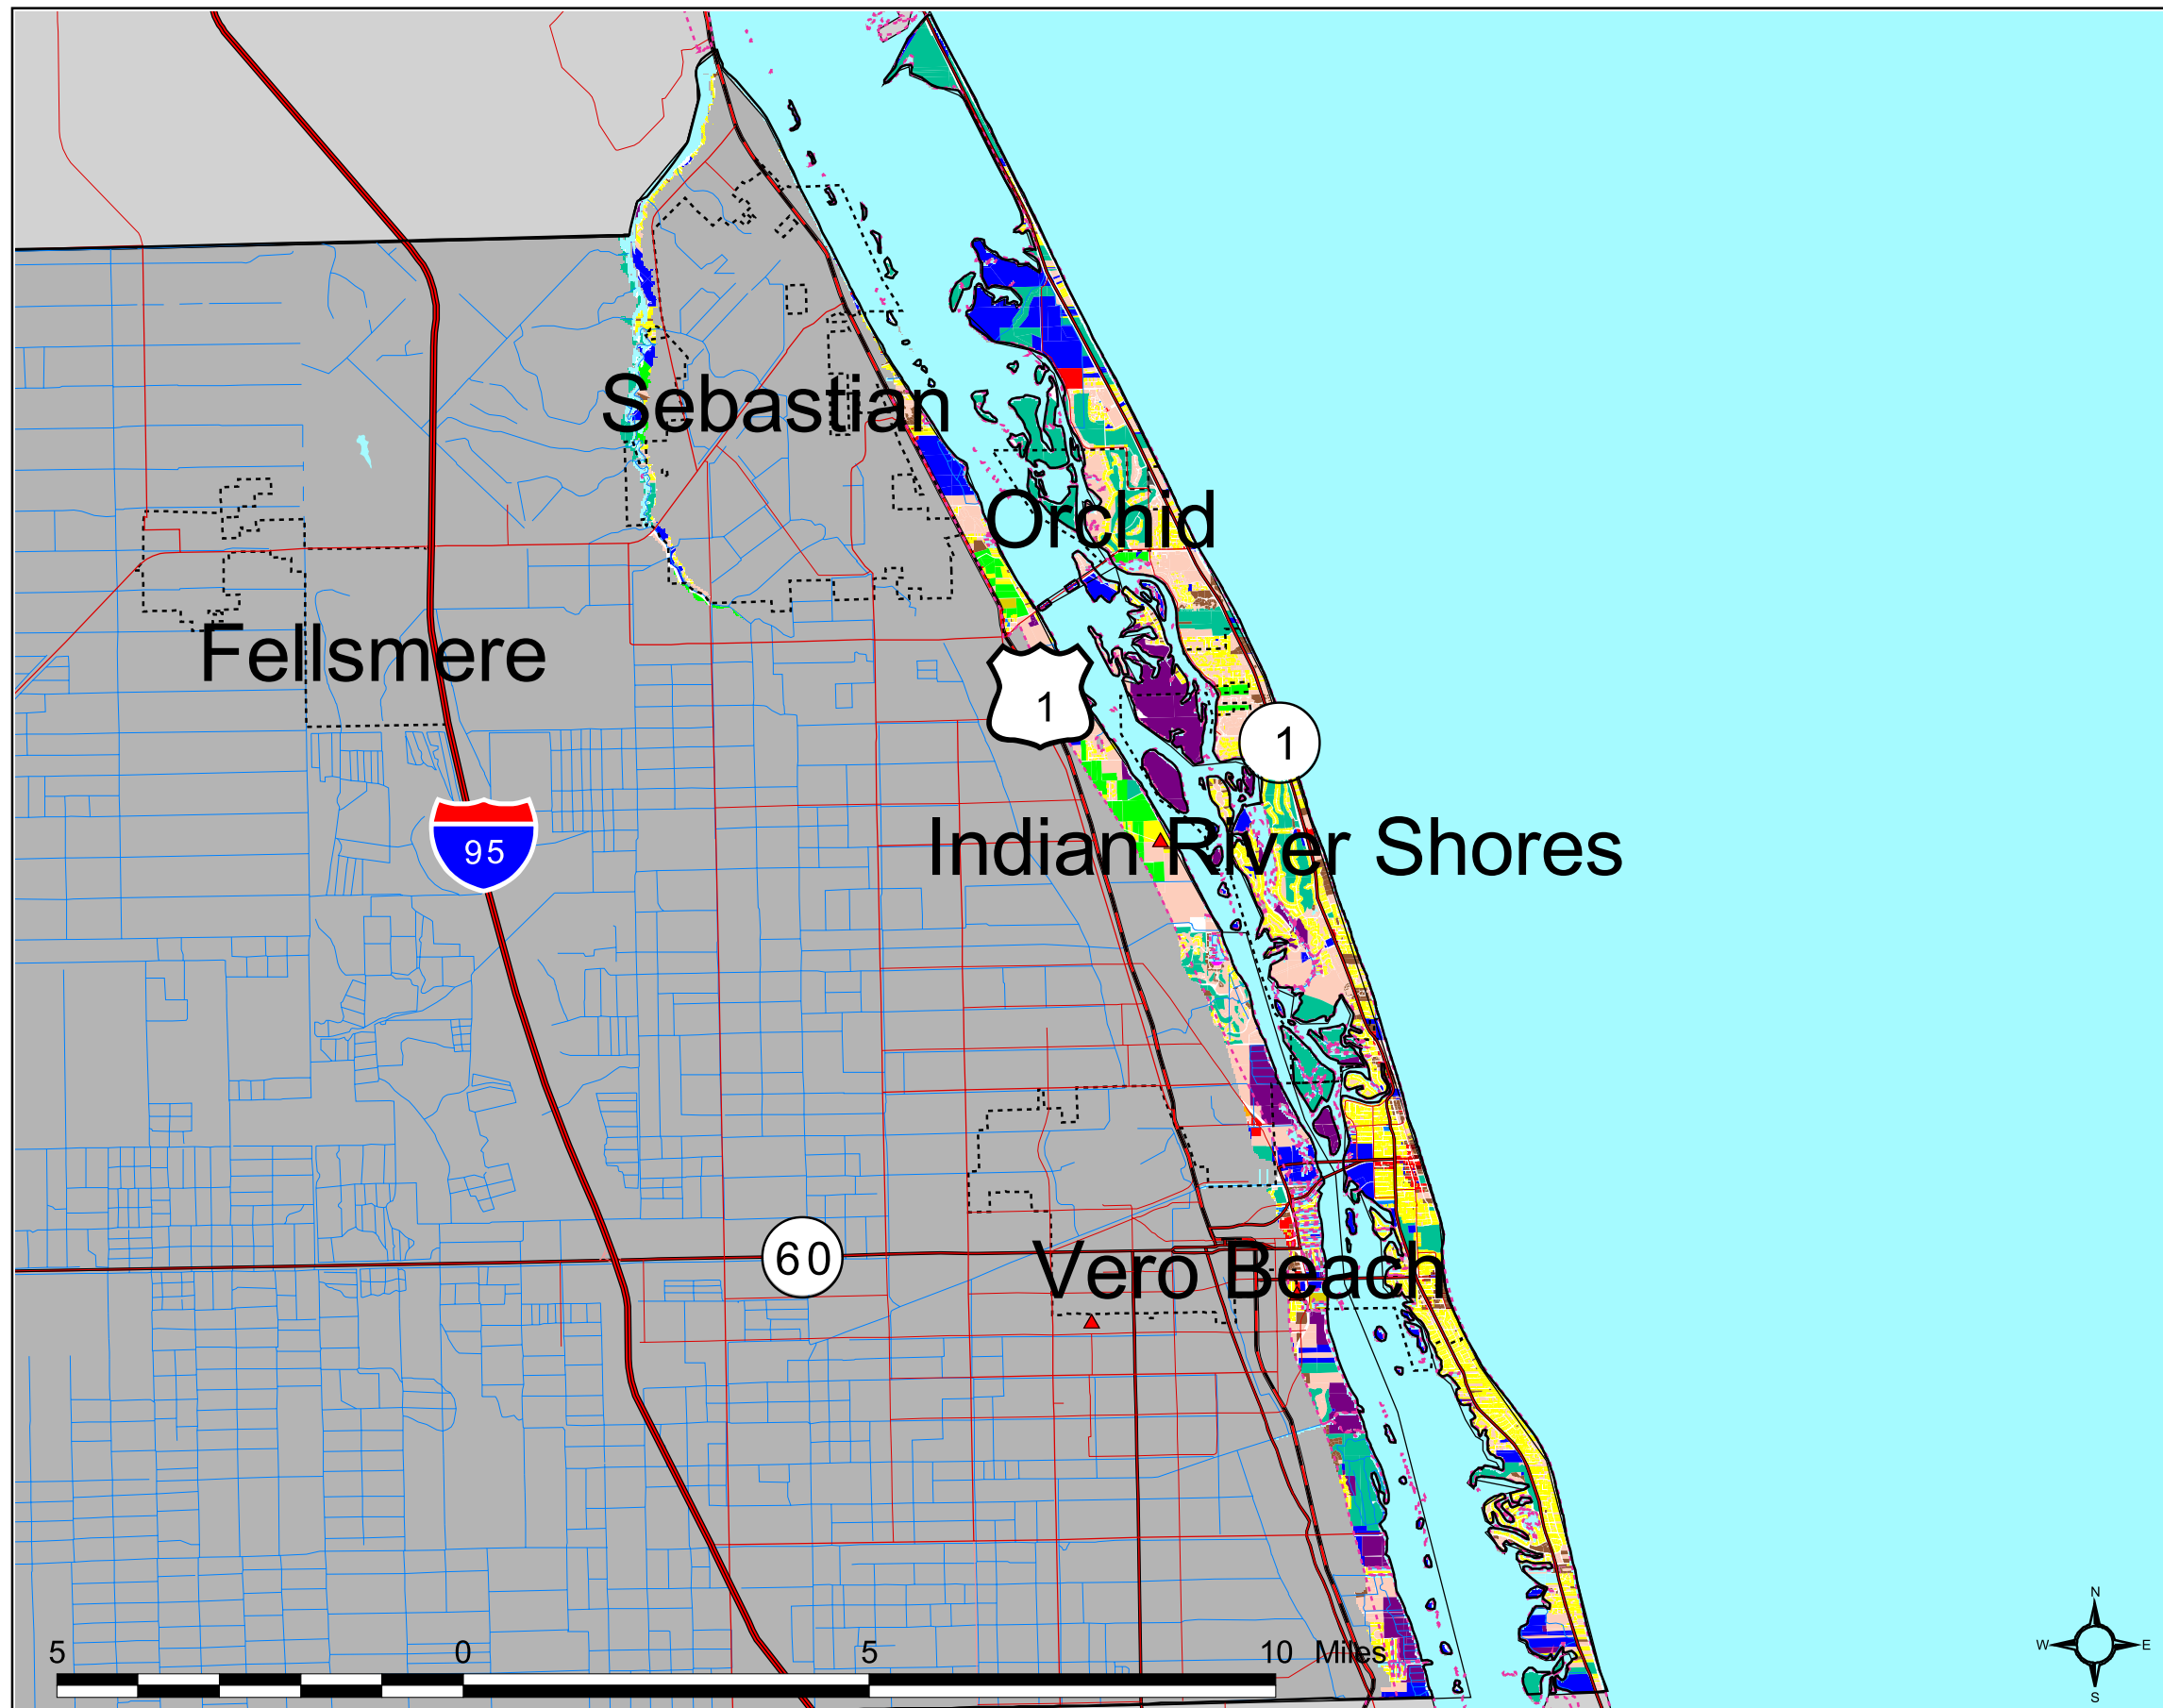 Sebastian
Orchid
Fellsmere
1
1
95
Indian River Shores
60
Vero Beach
5 0 5 10 Miles
N
W E
S